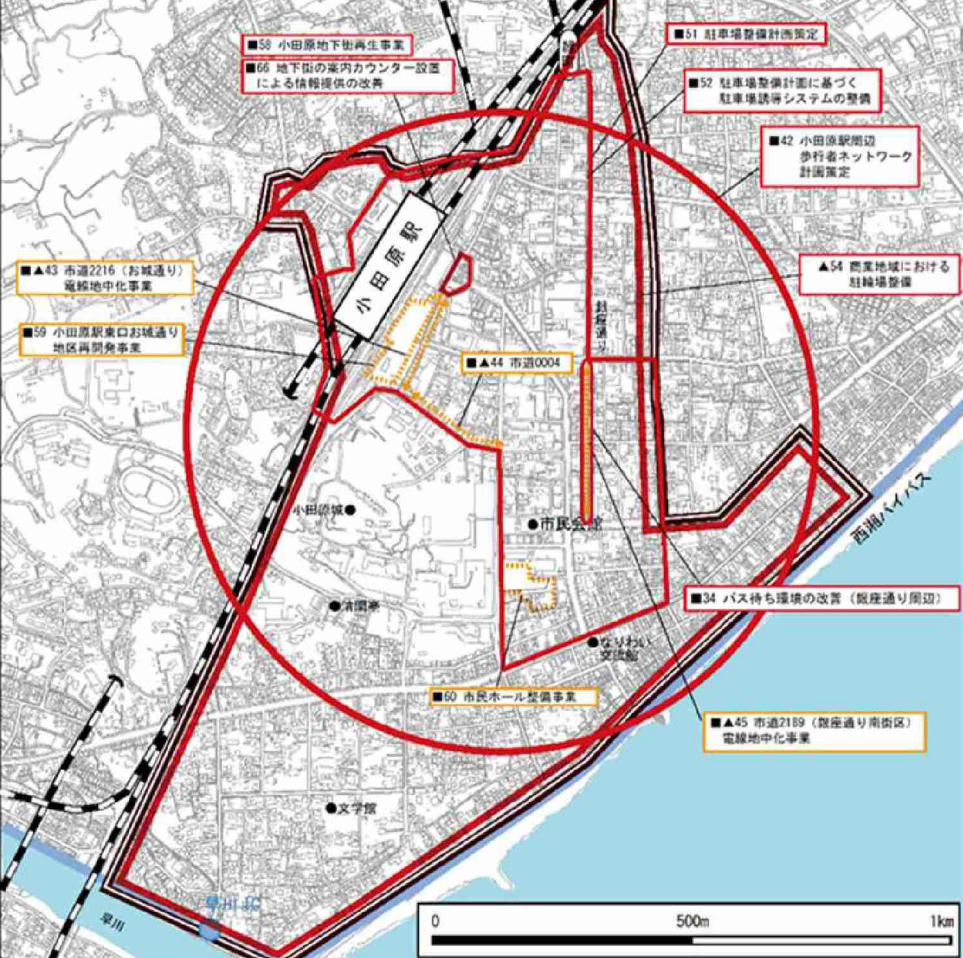 ■58 小田原地下街再生事業
■66 地下街の案内カウンター設置
による情報提供の改善
■51 駐車場整備計画策定
■52 駐車場整備計画に基づく
駐車場誘導システムの整備
■42 小田原駅周辺
歩行者ネットワーク
計画策定
■▲43 市道2216（お城通り）
電線地中化事業
小田原駅
▲54 商業地域における
駐輪場整備
■59 小田原駅東口お城通り
地区再開発事業
銀座通り
■▲44 市道0004
小田原城●
●市民会館
西湘バイパス
●清閑亭
■34 バス待ち環境の改善（銀座通り周辺）
●なりわい
交流館
■60 市民ホール整備事業
■▲45 市道2189（銀座通り南街区）
電線地中化事業
●文学館
早川IC
早川
0 500m 1km